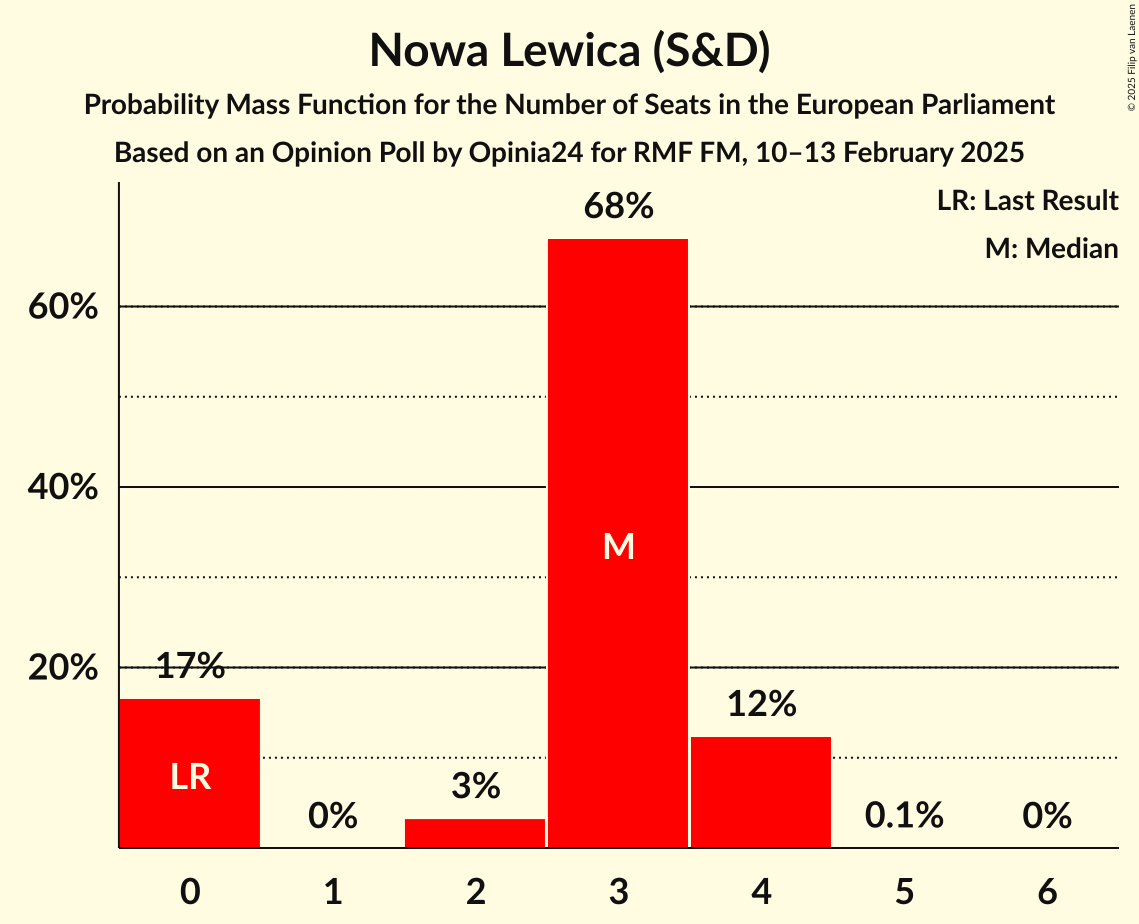 Nowa Lewica (S&D)
Probability Mass Function for the Number of Seats in the European Parliament
Based on an Opinion Poll by Opinia24 for RMF FM, 10–13 February 2025
© 2025 Filip van Laenen
LR: Last Result
M: Median
68%
60%
40%
20%
17%
12%
3%
0%
0.1%
0%
LR
M
0 1 2 3 4 5 6